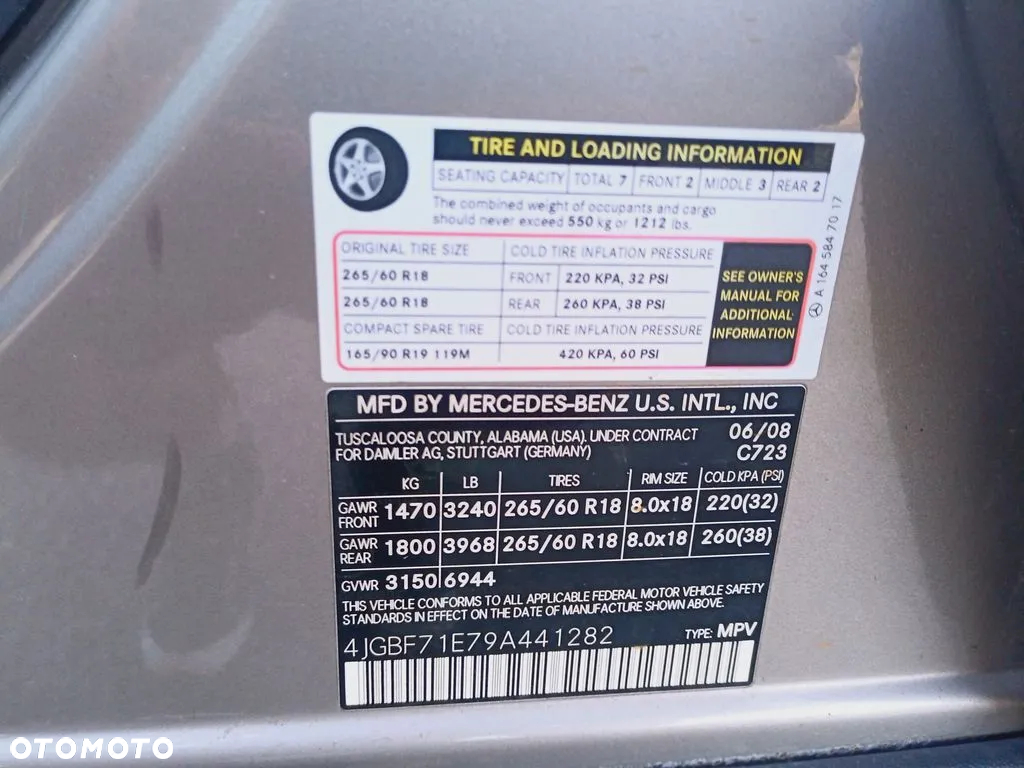 TIRE AND LOADING INFORMATION
SEATING CAPACITY TOTAL 7 FRONT 2 MIDDLE 3 REAR 2
The combined weight of occupants and cargo
should never exceed 550 kg or 1212 lbs.
ORIGINAL TIRE SIZE COLD TIRE INFLATION PRESSURE
265/60 R18 FRONT 220 KPA, 32 PSI
265/60 R18 REAR 260 KPA, 38 PSI
COMPACT SPARE TIRE COLD TIRE INFLATION PRESSURE
165/90 R19 119M 420 KPA, 60 PSI
SEE OWNER'S
MANUAL FOR
ADDITIONAL
INFORMATION
A 164 584 70 17
MFD BY MERCEDES-BENZ U.S. INTL., INC
TUSCALOOSA COUNTY, ALABAMA (USA). UNDER CONTRACT 06/08
FOR DAIMLER AG, STUTTGART (GERMANY) C723
KG LB TIRES RIM SIZE COLD KPA (PSI)
GAWR FRONT 1470 3240 265/60 R18 8.0x18 220(32)
GAWR REAR 1800 3968 265/60 R18 8.0x18 260(38)
GVWR 3150 6944
THIS VEHICLE CONFORMS TO ALL APPLICABLE FEDERAL MOTOR VEHICLE SAFETY
STANDARDS IN EFFECT ON THE DATE OF MANUFACTURE SHOWN ABOVE.
4JGBF71E79A441282 TYPE: MPV
OTOMOTO